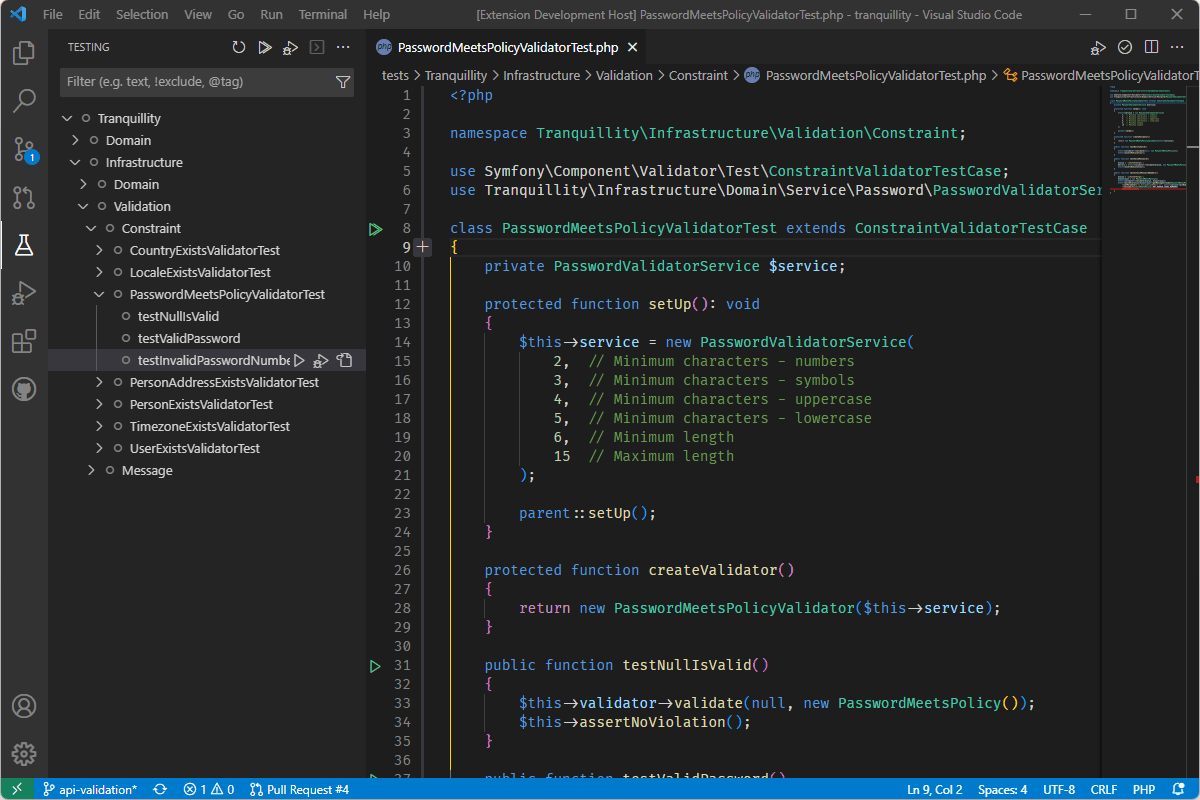 File Edit Selection View Go Run Terminal Help [Extension Development Host] PasswordMeetsPolicyValidatorTest.php - tranquillity - Visual Studio Code
TESTING
Filter (e.g. text, !exclude, @tag)
Tranquillity
Domain
Infrastructure
Domain
Validation
Constraint
CountryExistsValidatorTest
LocaleExistsValidatorTest
PasswordMeetsPolicyValidatorTest
testNullIsValid
testValidPassword
testInvalidPasswordNumbe
PersonAddressExistsValidatorTest
PersonExistsValidatorTest
TimezoneExistsValidatorTest
UserExistsValidatorTest
Message
1
php PasswordMeetsPolicyValidatorTest.php
tests > Tranquillity > Infrastructure > Validation > Constraint > php PasswordMeetsPolicyValidatorTest.php > PasswordMeetsPolicyValidatorT
1 <?php
2
3 namespace Tranquillity\Infrastructure\Validation\Constraint;
4
5 use Symfony\Component\Validator\Test\ConstraintValidatorTestCase;
6 use Tranquillity\Infrastructure\Domain\Service\Password\PasswordValidatorSer
7
8 class PasswordMeetsPolicyValidatorTest extends ConstraintValidatorTestCase
9 {
10 private PasswordValidatorService $service;
11
12 protected function setUp(): void
13 {
14 $this->service = new PasswordValidatorService(
15 2, // Minimum characters - numbers
16 3, // Minimum characters - symbols
17 4, // Minimum characters - uppercase
18 5, // Minimum characters - lowercase
19 6, // Minimum length
20 15 // Maximum length
21 );
22
23 parent::setUp();
24 }
25
26 protected function createValidator()
27 {
28 return new PasswordMeetsPolicyValidator($this->service);
29 }
30
31 public function testNullIsValid()
32 {
33 $this->validator->validate(null, new PasswordMeetsPolicy());
34 $this->assertNoViolation();
35 }
36
37 public function testValidPassword()
api-validation* 1 0 Pull Request #4 Ln 9, Col 2 Spaces: 4 UTF-8 CRLF PHP